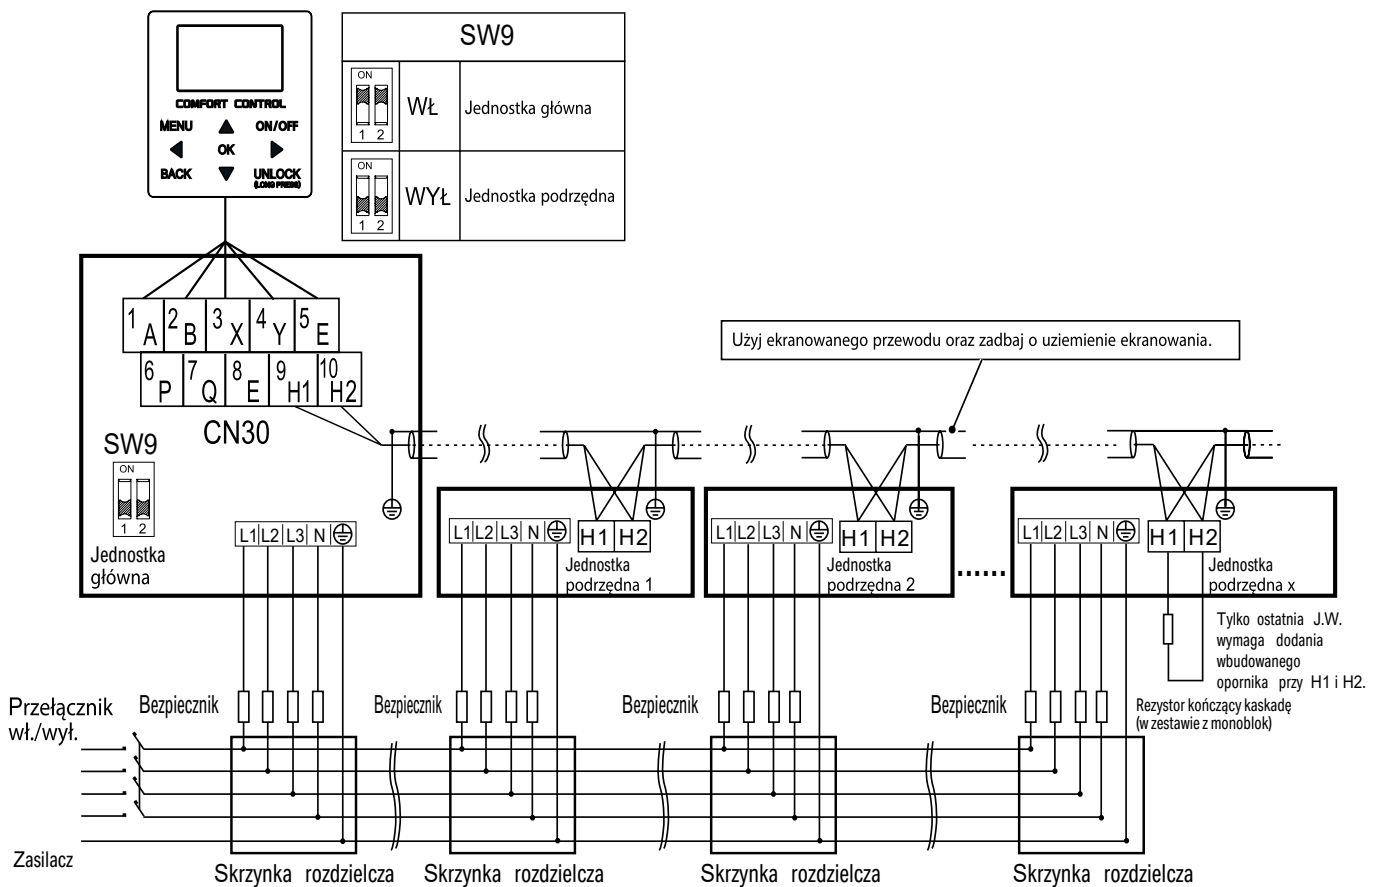 SW9
COMFORT CONTROL
MENU ON/OFF
OK
BACK UNLOCK
(LONG PRESS)
ON
1 2
WŁ
Jednostka główna
ON
1 2
WYŁ
Jednostka podrzędna
1 A 2 B 3 X 4 Y 5 E
6 P 7 Q 8 E 9 H1 10 H2
CN30
Użyj ekranowanego przewodu oraz zadbaj o uziemienie ekranowania.
SW9
ON
1 2
Jednostka
główna
L1 L2 L3 N
L1 L2 L3 N
H1 H2
Jednostka
podrzędna 1
L1 L2 L3 N
H1 H2
Jednostka
podrzędna 2
L1 L2 L3 N
H1 H2
Jednostka
podrzędna x
Tylko ostatnia J.W.
wymaga dodania
wbudowanego
opornika przy H1 i H2.
Rezystor kończący kaskadę
(w zestawie z monoblok)
Przełącznik
wł./wył.
Bezpiecznik
Bezpiecznik
Bezpiecznik
Bezpiecznik
Zasilacz
Skrzynka rozdzielcza
Skrzynka rozdzielcza
Skrzynka rozdzielcza
Skrzynka rozdzielcza